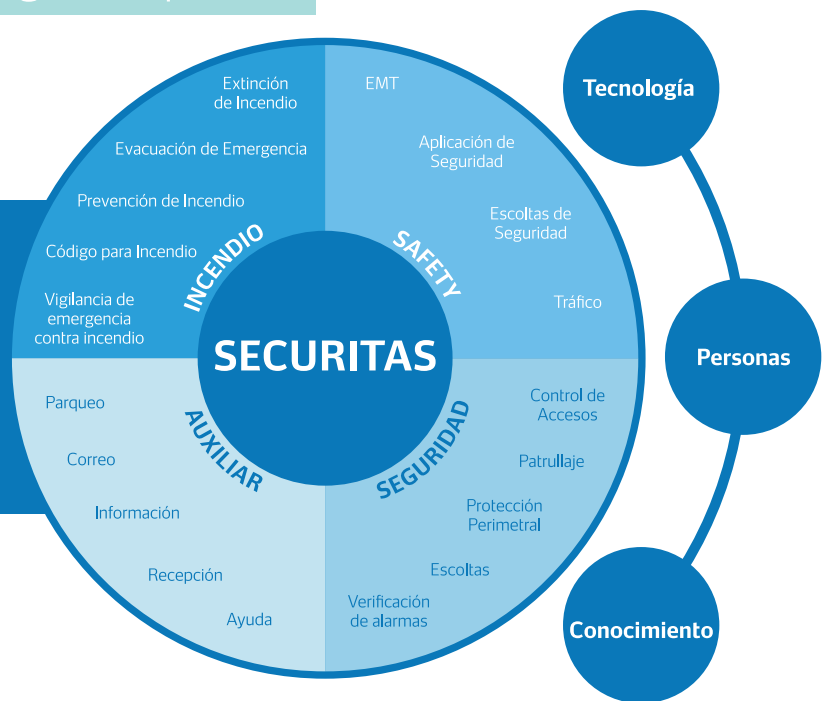 Extinción
de Incendio
Evacuación de Emergencia
Prevención de Incendio
Código para Incendio
Vigilancia de
emergencia
contra incendio
INCENDIO
EMT
Aplicación de
Seguridad
Escoltas de
Seguridad
Tráfico
SAFETY
SECURITAS
Parqueo
Correo
Información
Recepción
Ayuda
AUXILIAR
Control de
Accesos
Patrullaje
Protección
Perimetral
Escoltas
Verificación
de alarmas
SEGURIDAD
Tecnología
Personas
Conocimiento